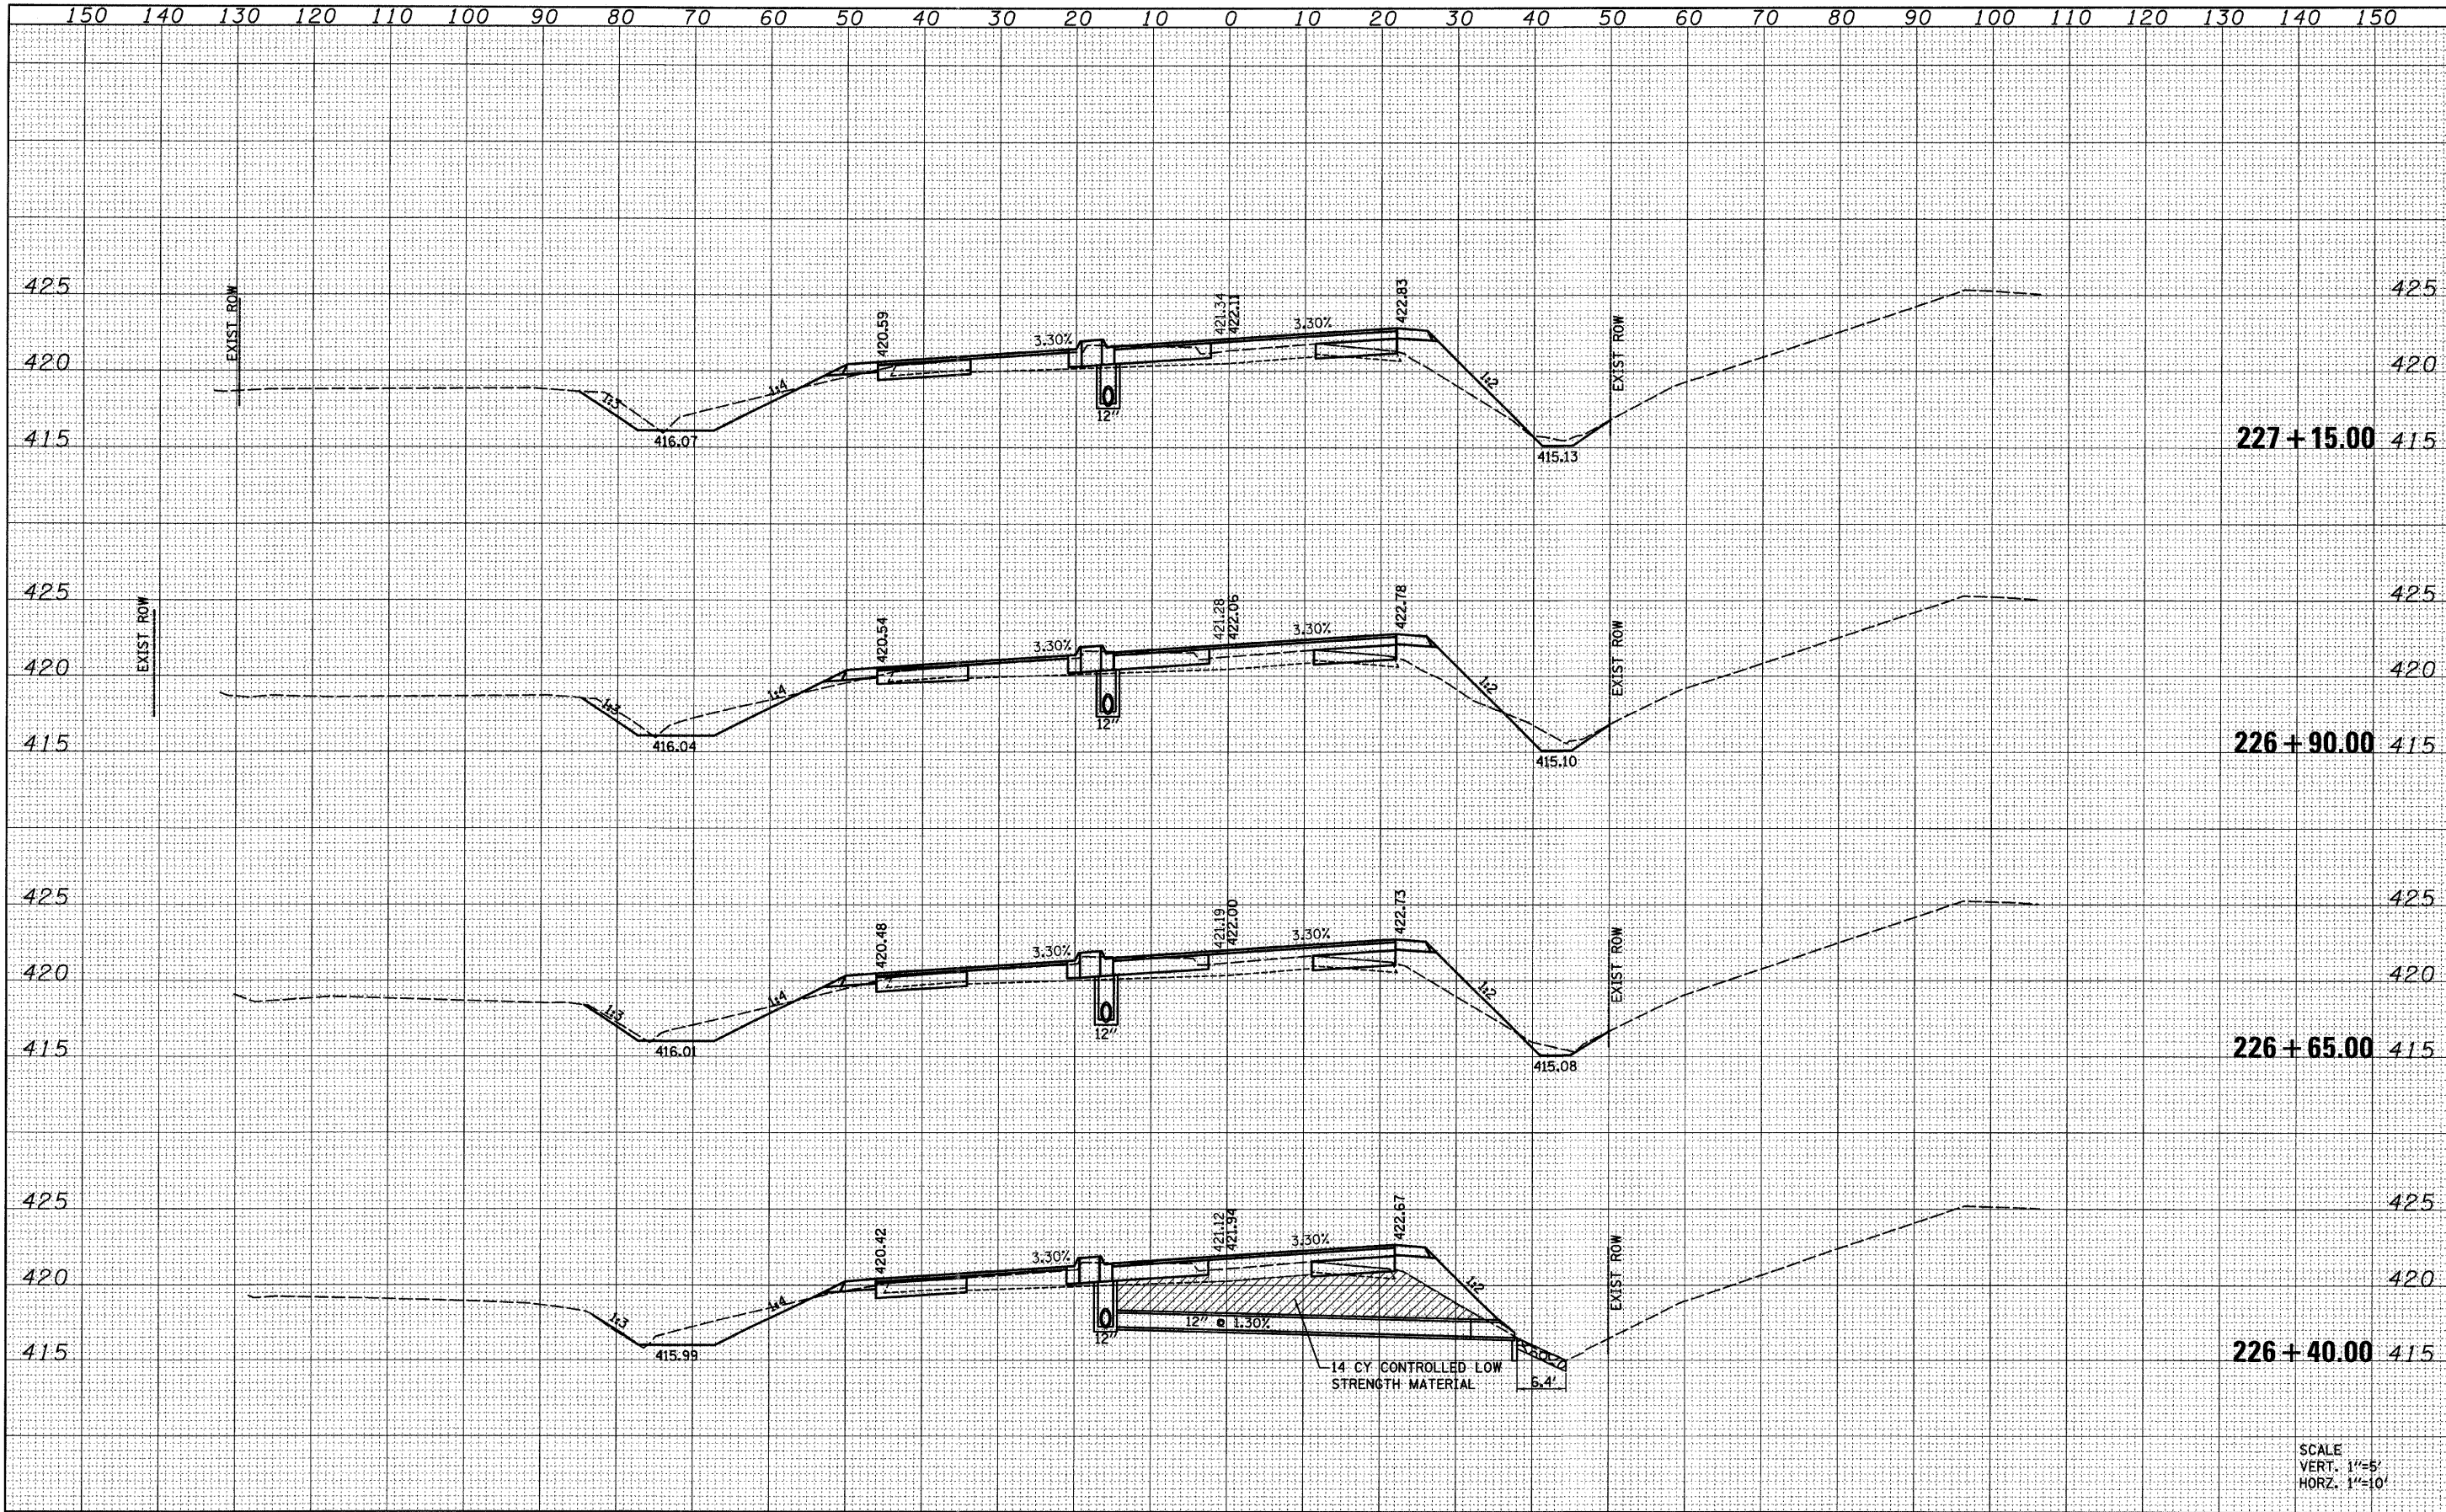 150 140 130 120 110 100 90 80 70 60 50 40 30 20 10 0 10 20 30 40 50 60 70 80 90 100 110 120 130 140 150
425 425
EXIST ROW
420.59
3.30%
421.34
422.11
3.30%
422.83
EXIST ROW
420 420
1:3
1:4
1:2
12"
415 416.07 415.13 227+15.00 415
425 425
EXIST ROW
420.54
3.30%
421.28
422.06
3.30%
422.78
EXIST ROW
420 420
1:3
1:4
1:2
12"
415 416.04 415.10 226+90.00 415
425 425
420.48
3.30%
421.19
422.00
3.30%
422.73
EXIST ROW
420 420
1:3
1:4
1:2
12"
415 416.01 415.08 226+65.00 415
425 425
420.42
3.30%
421.12
421.94
3.30%
422.67
EXIST ROW
420 420
1:3
1:4
1:2
12"
12" @ 1.30%
415 415.99 226+40.00 415
14 CY CONTROLLED LOW
STRENGTH MATERIAL
6.4'
SCALE
VERT. 1"=5'
HORZ. 1"=10'